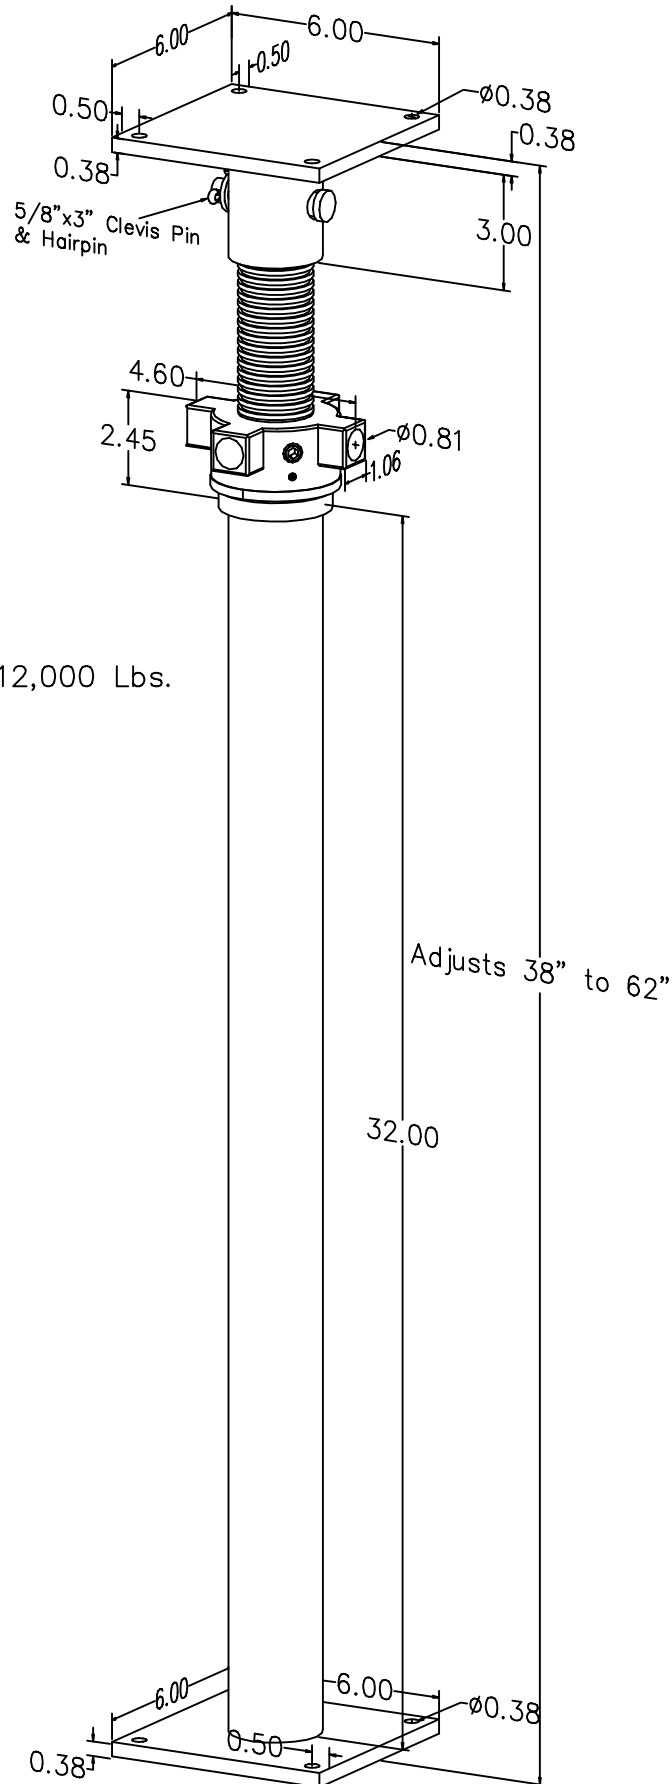 6.00
6.00
0.50
0.50
ø0.38
0.38
0.38
5/8"x3" Clevis Pin
& Hairpin
3.00
4.60
2.45
ø0.81
1.06
12,000 Lbs.
Adjusts 38" to 62"
32.00
6.00
6.00
ø0.38
0.50
0.38